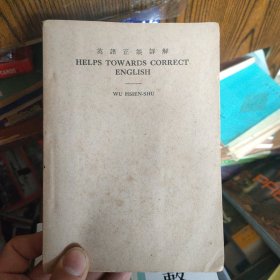 英語正誤詳解
HELPS TOWARDS CORRECT
ENGLISH
WU HSIEN-SHU